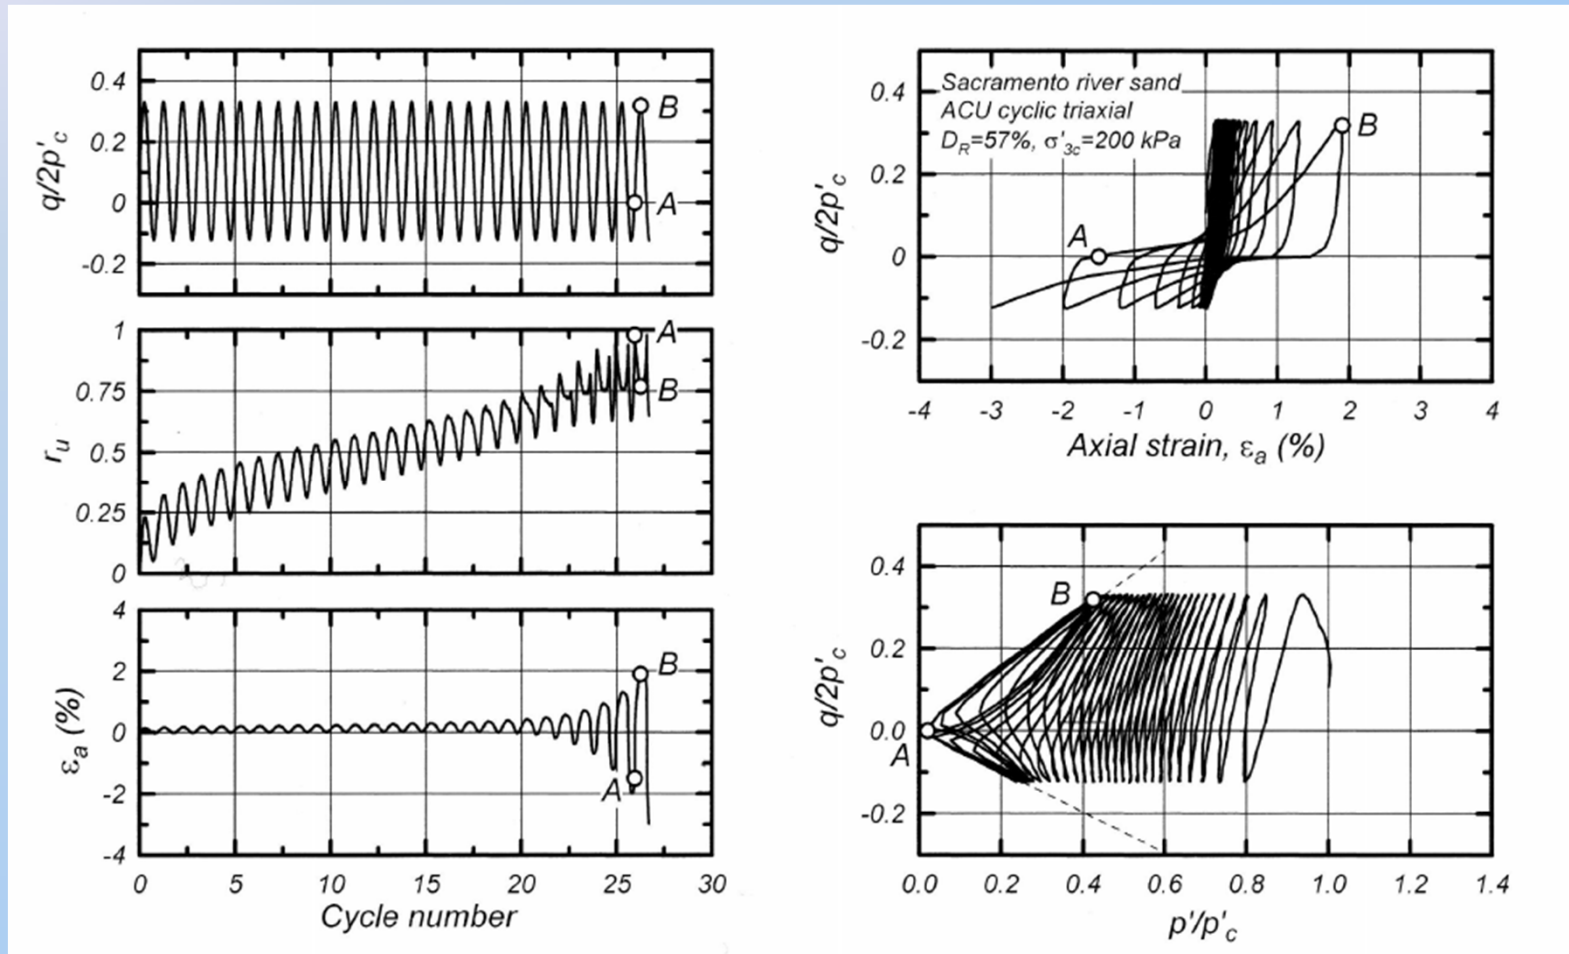 0.4
0.2
0
-0.2
q/2p'c
B
A
1
0.75
0.5
0.25
0
ru
A
B
4
2
0
-2
-4
εa (%)
B
A
0 5 10 15 20 25 30
Cycle number
Sacramento river sand
ACU cyclic triaxial
DR=57%, σ'3c=200 kPa
0.4
0.2
0
-0.2
q/2p'c
A
B
-4 -3 -2 -1 0 1 2 3 4
Axial strain, εa (%)
0.4
0.2
0.0
-0.2
q/2p'c
B
A
0.0 0.2 0.4 0.6 0.8 1.0 1.2 1.4
p'/p'c